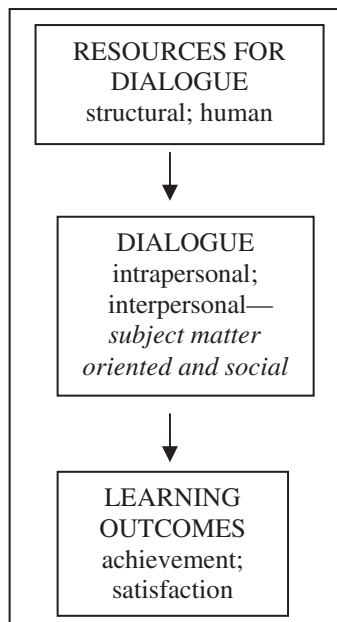 RESOURCES FOR
DIALOGUE
structural; human
DIALOGUE
intrapersonal;
interpersonal—
subject matter
oriented and social
LEARNING
OUTCOMES
achievement;
satisfaction